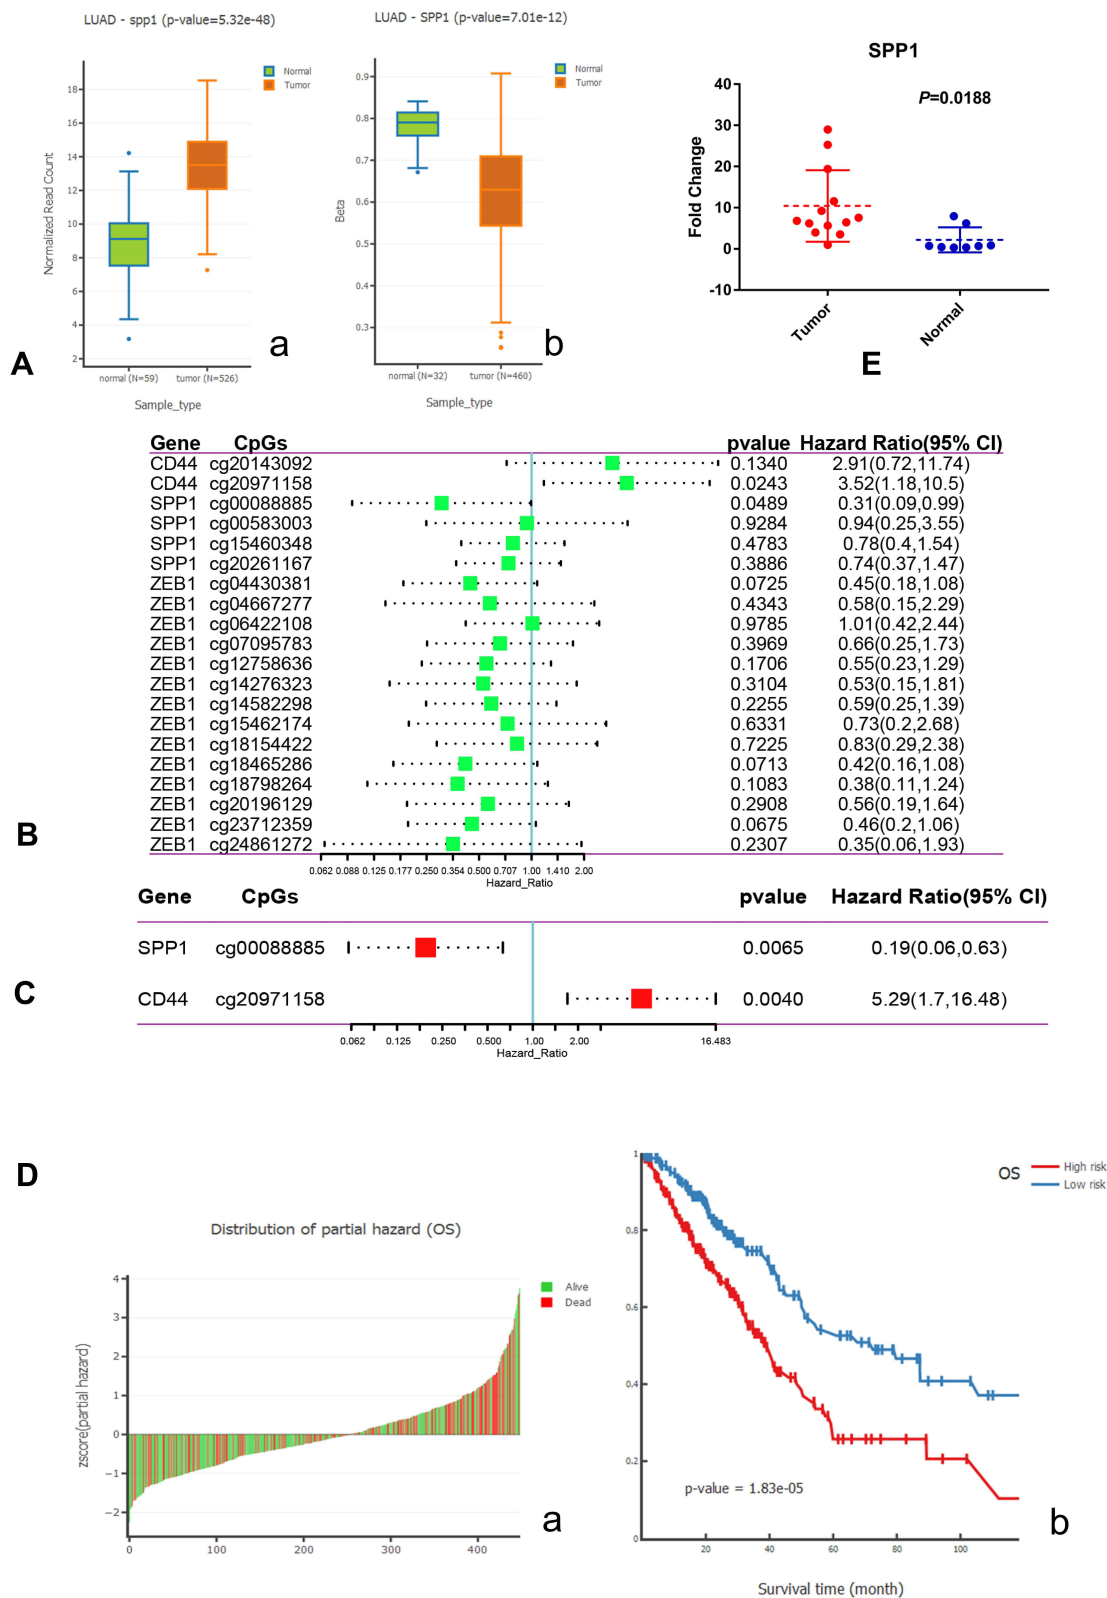 LUAD - spp1 (p-value=5.32e-48)
Normalized Read Count
18
16
14
12
10
8
6
4
2
Normal
Tumor
normal (N=59) tumor (N=526)
Sample_type
a
A
LUAD - SPP1 (p-value=7.01e-12)
Beta
0.9
0.8
0.7
0.6
0.5
0.4
0.3
Normal
Tumor
normal (N=32) tumor (N=460)
Sample_type
b
SPP1
P=0.0188
Fold Change
40
30
20
10
0
-10
Tumor
Normal
E
Gene CpGs pvalue Hazard Ratio(95% CI)
CD44 cg20143092 0.1340 2.91(0.72,11.74)
CD44 cg20971158 0.0243 3.52(1.18,10.5)
SPP1 cg00088885 0.0489 0.31(0.09,0.99)
SPP1 cg00583003 0.9284 0.94(0.25,3.55)
SPP1 cg15460348 0.4783 0.78(0.4,1.54)
SPP1 cg20261167 0.3886 0.74(0.37,1.47)
ZEB1 cg04430381 0.0725 0.45(0.18,1.08)
ZEB1 cg04667277 0.4343 0.58(0.15,2.29)
ZEB1 cg06422108 0.9785 1.01(0.42,2.44)
ZEB1 cg07095783 0.3969 0.66(0.25,1.73)
ZEB1 cg12758636 0.1706 0.55(0.23,1.29)
ZEB1 cg14276323 0.3104 0.53(0.15,1.81)
ZEB1 cg14582298 0.2255 0.59(0.25,1.39)
ZEB1 cg15462174 0.6331 0.73(0.2,2.68)
ZEB1 cg18154422 0.7225 0.83(0.29,2.38)
ZEB1 cg18465286 0.0713 0.42(0.16,1.08)
ZEB1 cg18798264 0.1083 0.38(0.11,1.24)
ZEB1 cg20196129 0.2908 0.56(0.19,1.64)
ZEB1 cg23712359 0.0675 0.46(0.2,1.06)
ZEB1 cg24861272 0.2307 0.35(0.06,1.93)
B
0.062 0.088 0.125 0.177 0.250 0.354 0.500 0.707 1.00 1.410 2.00
Hazard_Ratio
Gene CpGs pvalue Hazard Ratio(95% CI)
SPP1 cg00088885 0.0065 0.19(0.06,0.63)
CD44 cg20971158 0.0040 5.29(1.7,16.48)
C
0.062 0.125 0.250 0.500 1.00 2.00 16.483
Hazard_Ratio
D
Distribution of partial hazard (OS)
zscore(partial hazard)
4
3
2
1
0
−1
−2
0 100 200 300 400
Alive
Dead
a
OS
High risk
Low risk
1
0.8
0.6
0.4
0.2
0
p-value = 1.83e-05
20 40 60 80 100
Survival time (month)
b